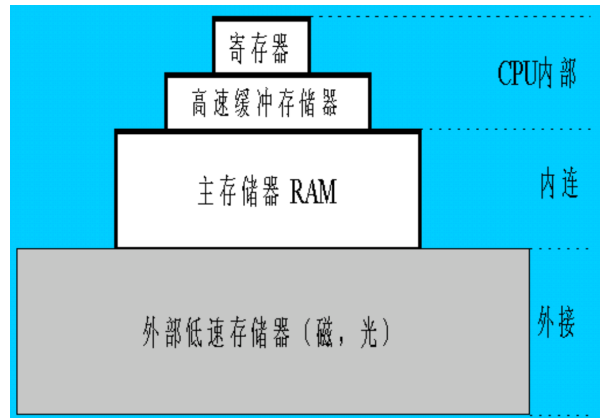 寄存器
CPU内部
高速缓冲存储器
主存储器 RAM
内连
外部低速存储器（磁，光）
外接